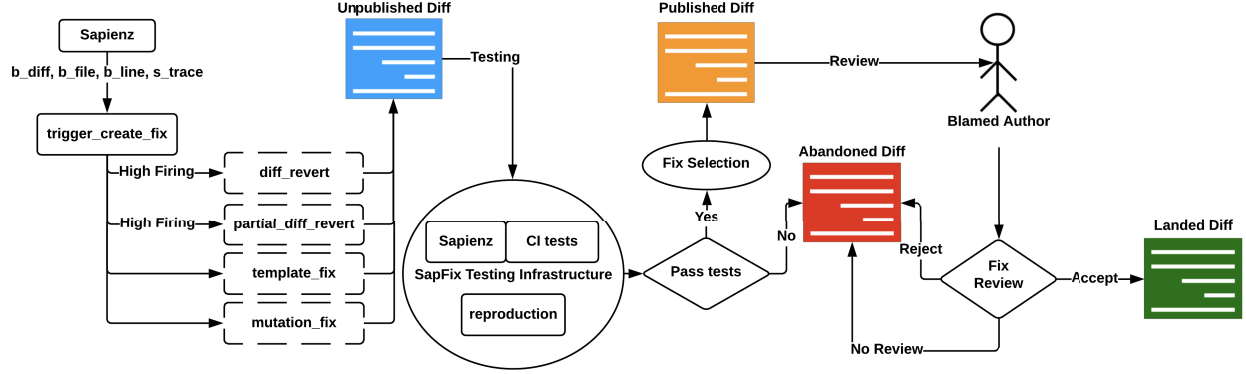 Unpublished Diff
Published Diff
Sapienz
b_diff, b_file, b_line, s_trace
Testing
Review
trigger_create_fix
Blamed Author
High Firing
diff_revert
Fix Selection
Abandoned Diff
High Firing
partial_diff_revert
Yes
No
Reject
Landed Diff
Sapienz
CI tests
SapFix Testing Infrastructure
Pass tests
Fix
Review
Accept
template_fix
reproduction
mutation_fix
No Review